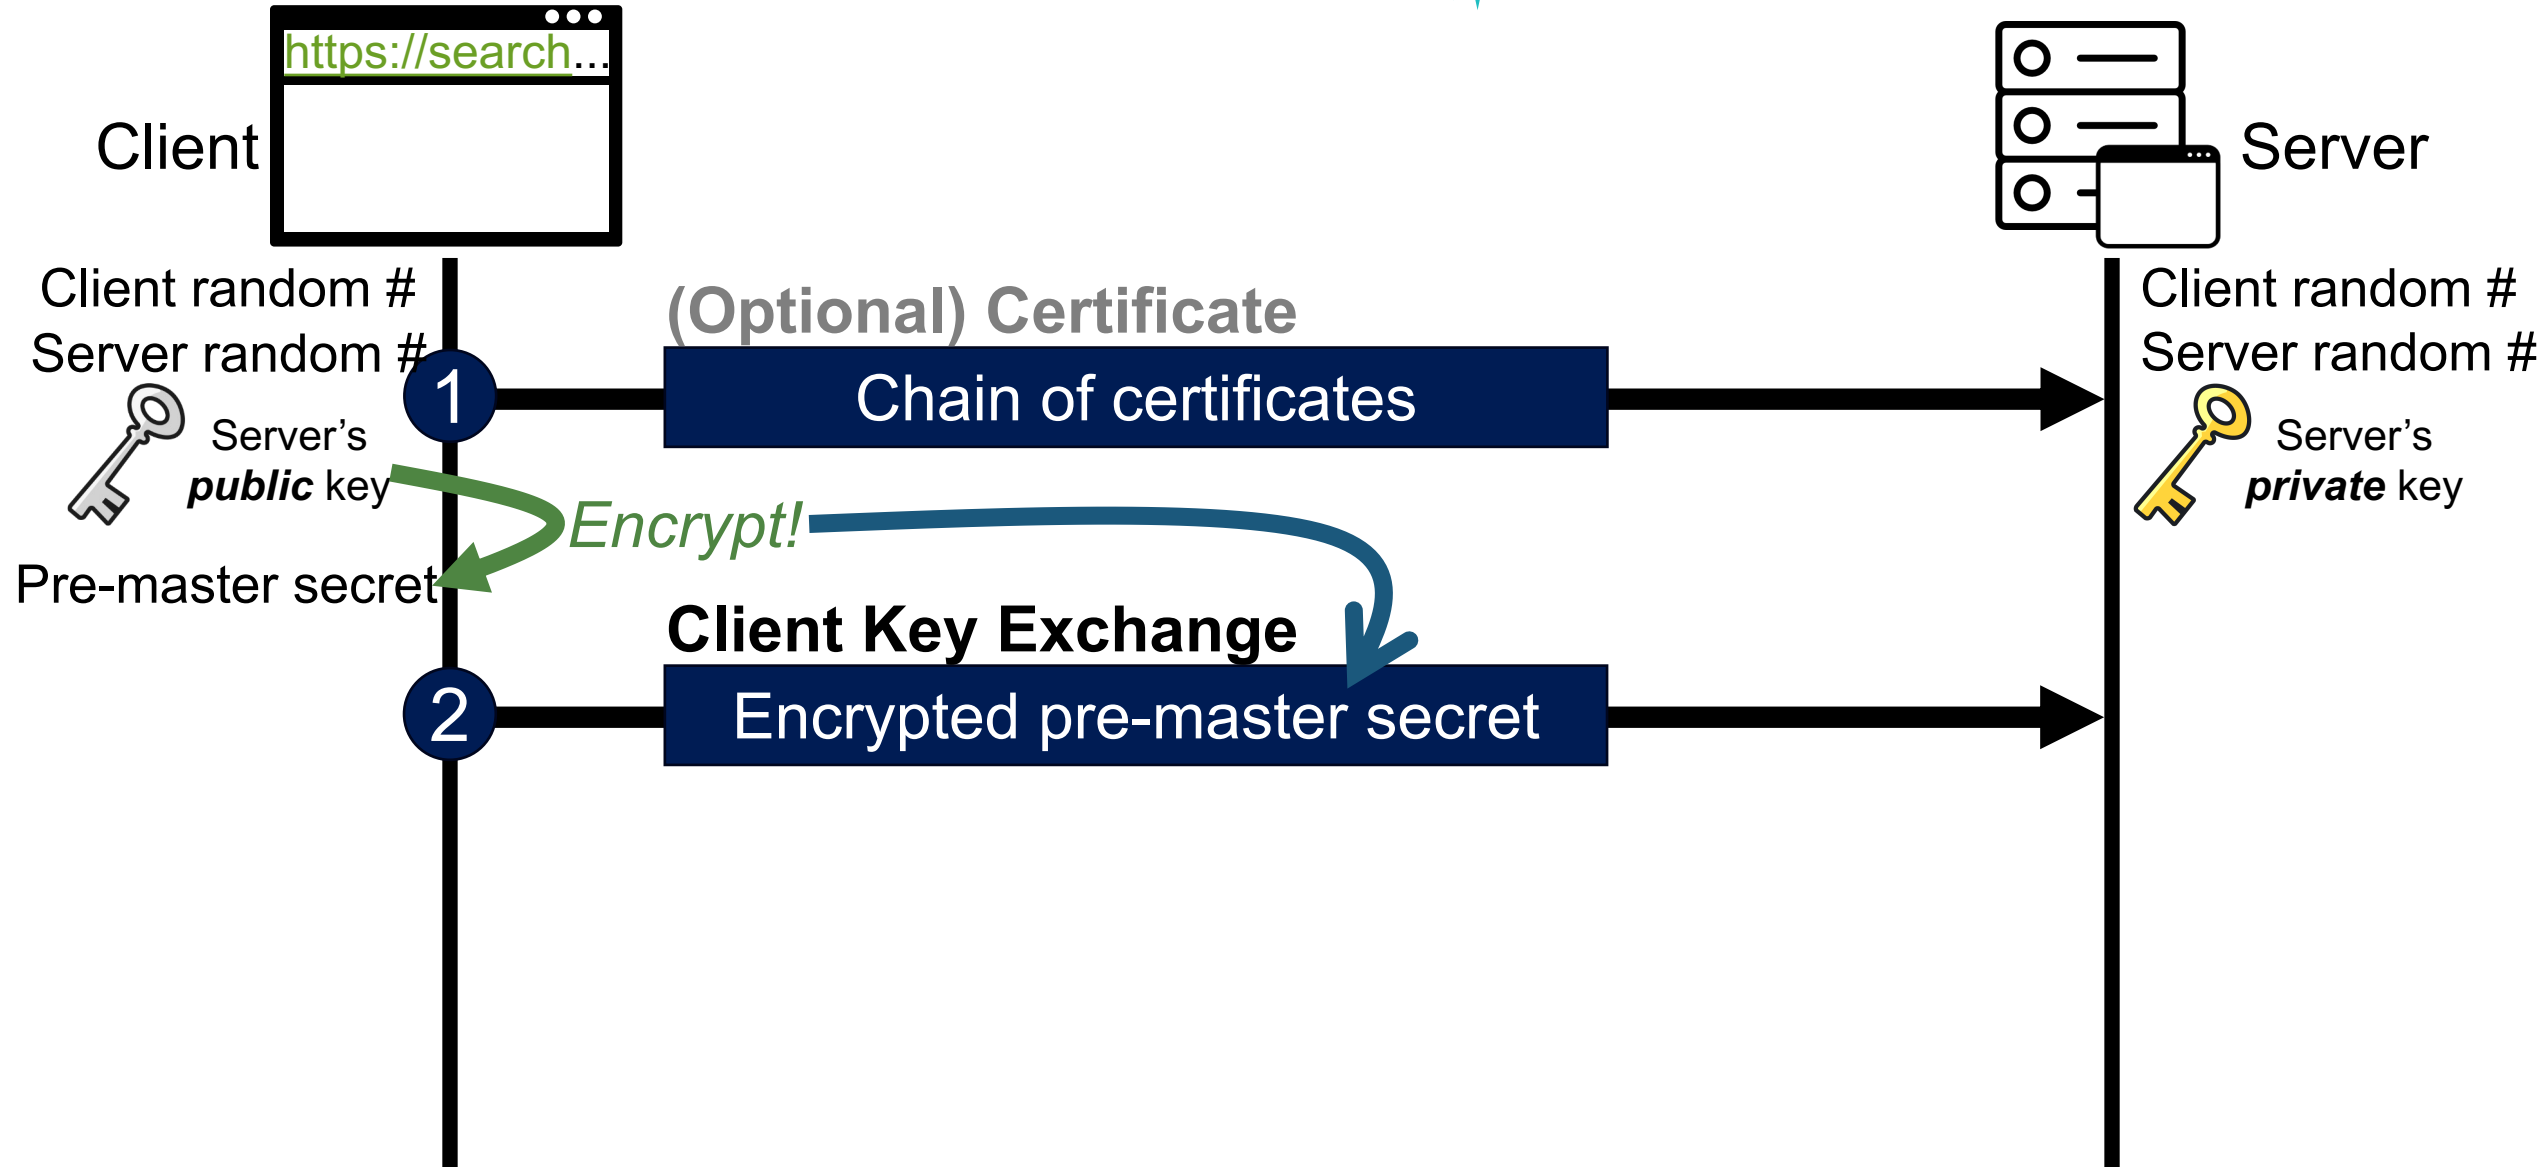 https://search...
Client
Server
Client random #
Server random #
(Optional) Certificate
Client random #
Server random #
1
Chain of certificates
Server’s
public key
Server’s
private key
Encrypt!
Pre-master secret
Client Key Exchange
2
Encrypted pre-master secret